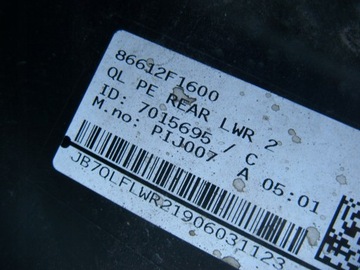 86612F1600
QL PE REAR LWR 2
ID: 7015695 / C
M.no: PIJ007 A 05:01
JB7QLFLWR21906031123